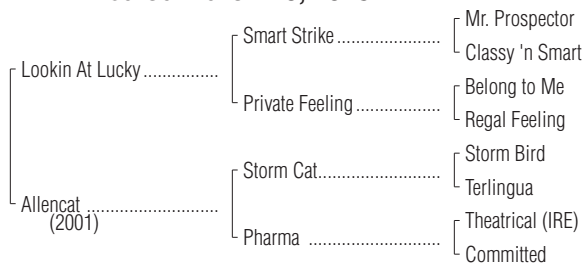 Mr. Prospector
Smart Strike ....................
Classy 'n Smart
Lookin At Lucky ...............
Belong to Me
Private Feeling .................
Regal Feeling
Storm Bird
Storm Cat........................
Terlingua
Allencat ..........................
(2001)
Theatrical (IRE)
Pharma ..........................
Committed